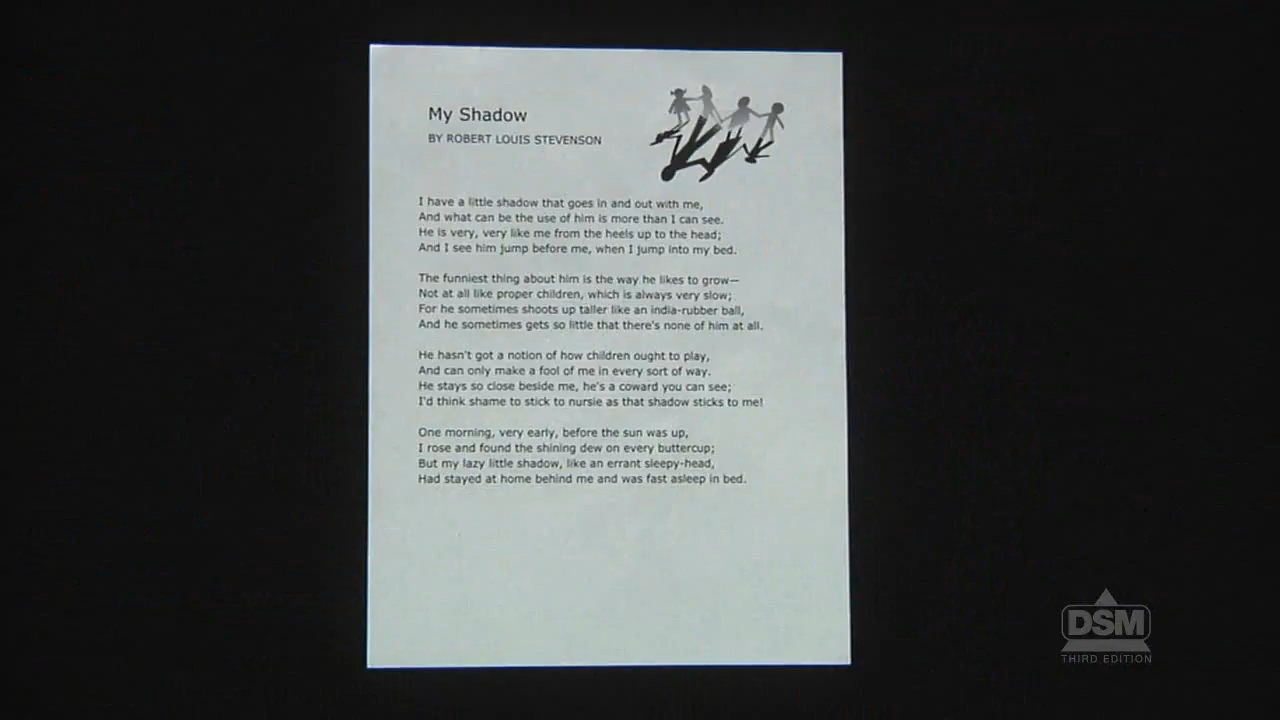 My Shadow
BY ROBERT LOUIS STEVENSON
I have a little shadow that goes in and out with me,
And what can be the use of him is more than I can see.
He is very, very like me from the heels up to the head;
And I see him jump before me, when I jump into my bed.
The funniest thing about him is the way he likes to grow—
Not at all like proper children, which is always very slow;
For he sometimes shoots up taller like an india-rubber ball,
And he sometimes gets so little that there's none of him at all.
He hasn't got a notion of how children ought to play,
And can only make a fool of me in every sort of way.
He stays so close beside me, he's a coward you can see;
I'd think shame to stick to nursie as that shadow sticks to me!
One morning, very early, before the sun was up,
I rose and found the shining dew on every buttercup;
But my lazy little shadow, like an errant sleepy-head,
Had stayed at home behind me and was fast asleep in bed.
DSM
THIRD EDITION